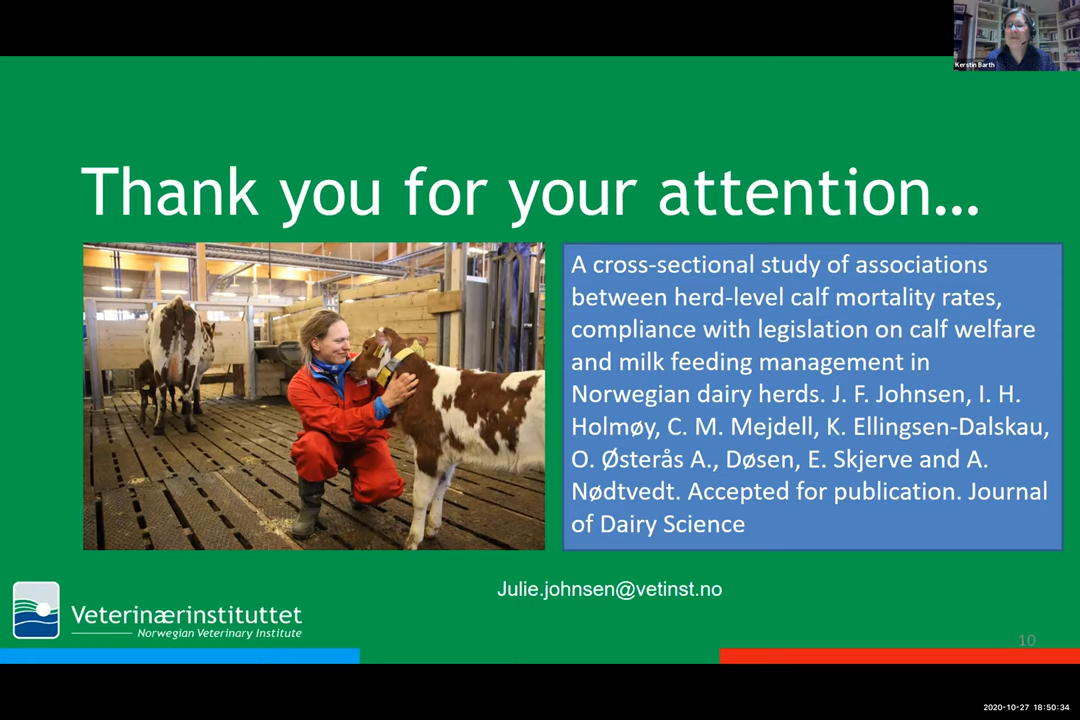 Kerstin Barth
Thank you for your attention...
A cross-sectional study of associations
between herd-level calf mortality rates,
compliance with legislation on calf welfare
and milk feeding management in
Norwegian dairy herds. J. F. Johnsen, I. H.
Holmøy, C. M. Mejdell, K. Ellingsen-Dalskau,
O. Østerås A., Døsen, E. Skjerve and A.
Nødtvedt. Accepted for publication. Journal
of Dairy Science
Julie.johnsen@vetinst.no
Veterinærinstituttet
Norwegian Veterinary Institute
10
2020-10-27 18:50:34